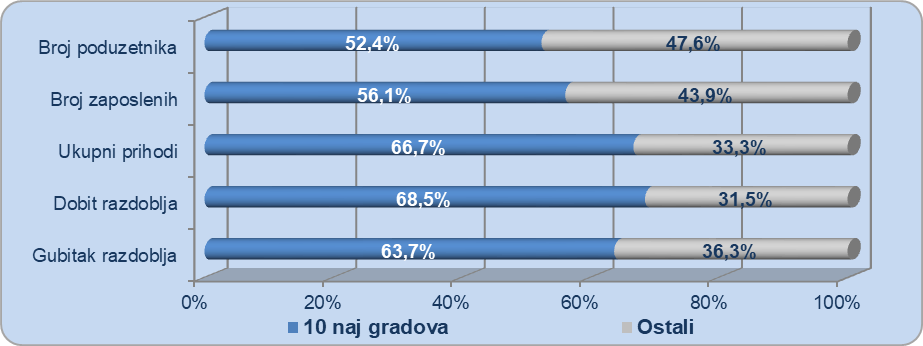 Broj poduzetnika 52,4% 47,6%
Broj zaposlenih 56,1% 43,9%
Ukupni prihodi 66,7% 33,3%
Dobit razdoblja 68,5% 31,5%
Gubitak razdoblja 63,7% 36,3%
0% 20% 40% 60% 80% 100%
10 naj gradova Ostali